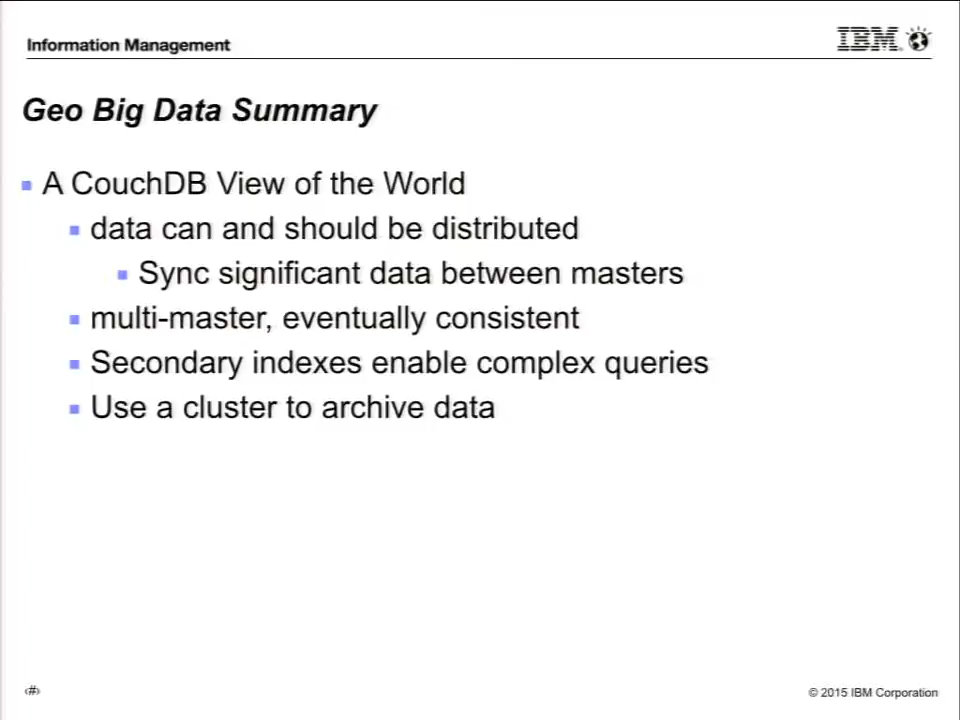 Information Management
IBM
Geo Big Data Summary
A CouchDB View of the World
data can and should be distributed
Sync significant data between masters
multi-master, eventually consistent
Secondary indexes enable complex queries
Use a cluster to archive data
‹#›
© 2015 IBM Corporation